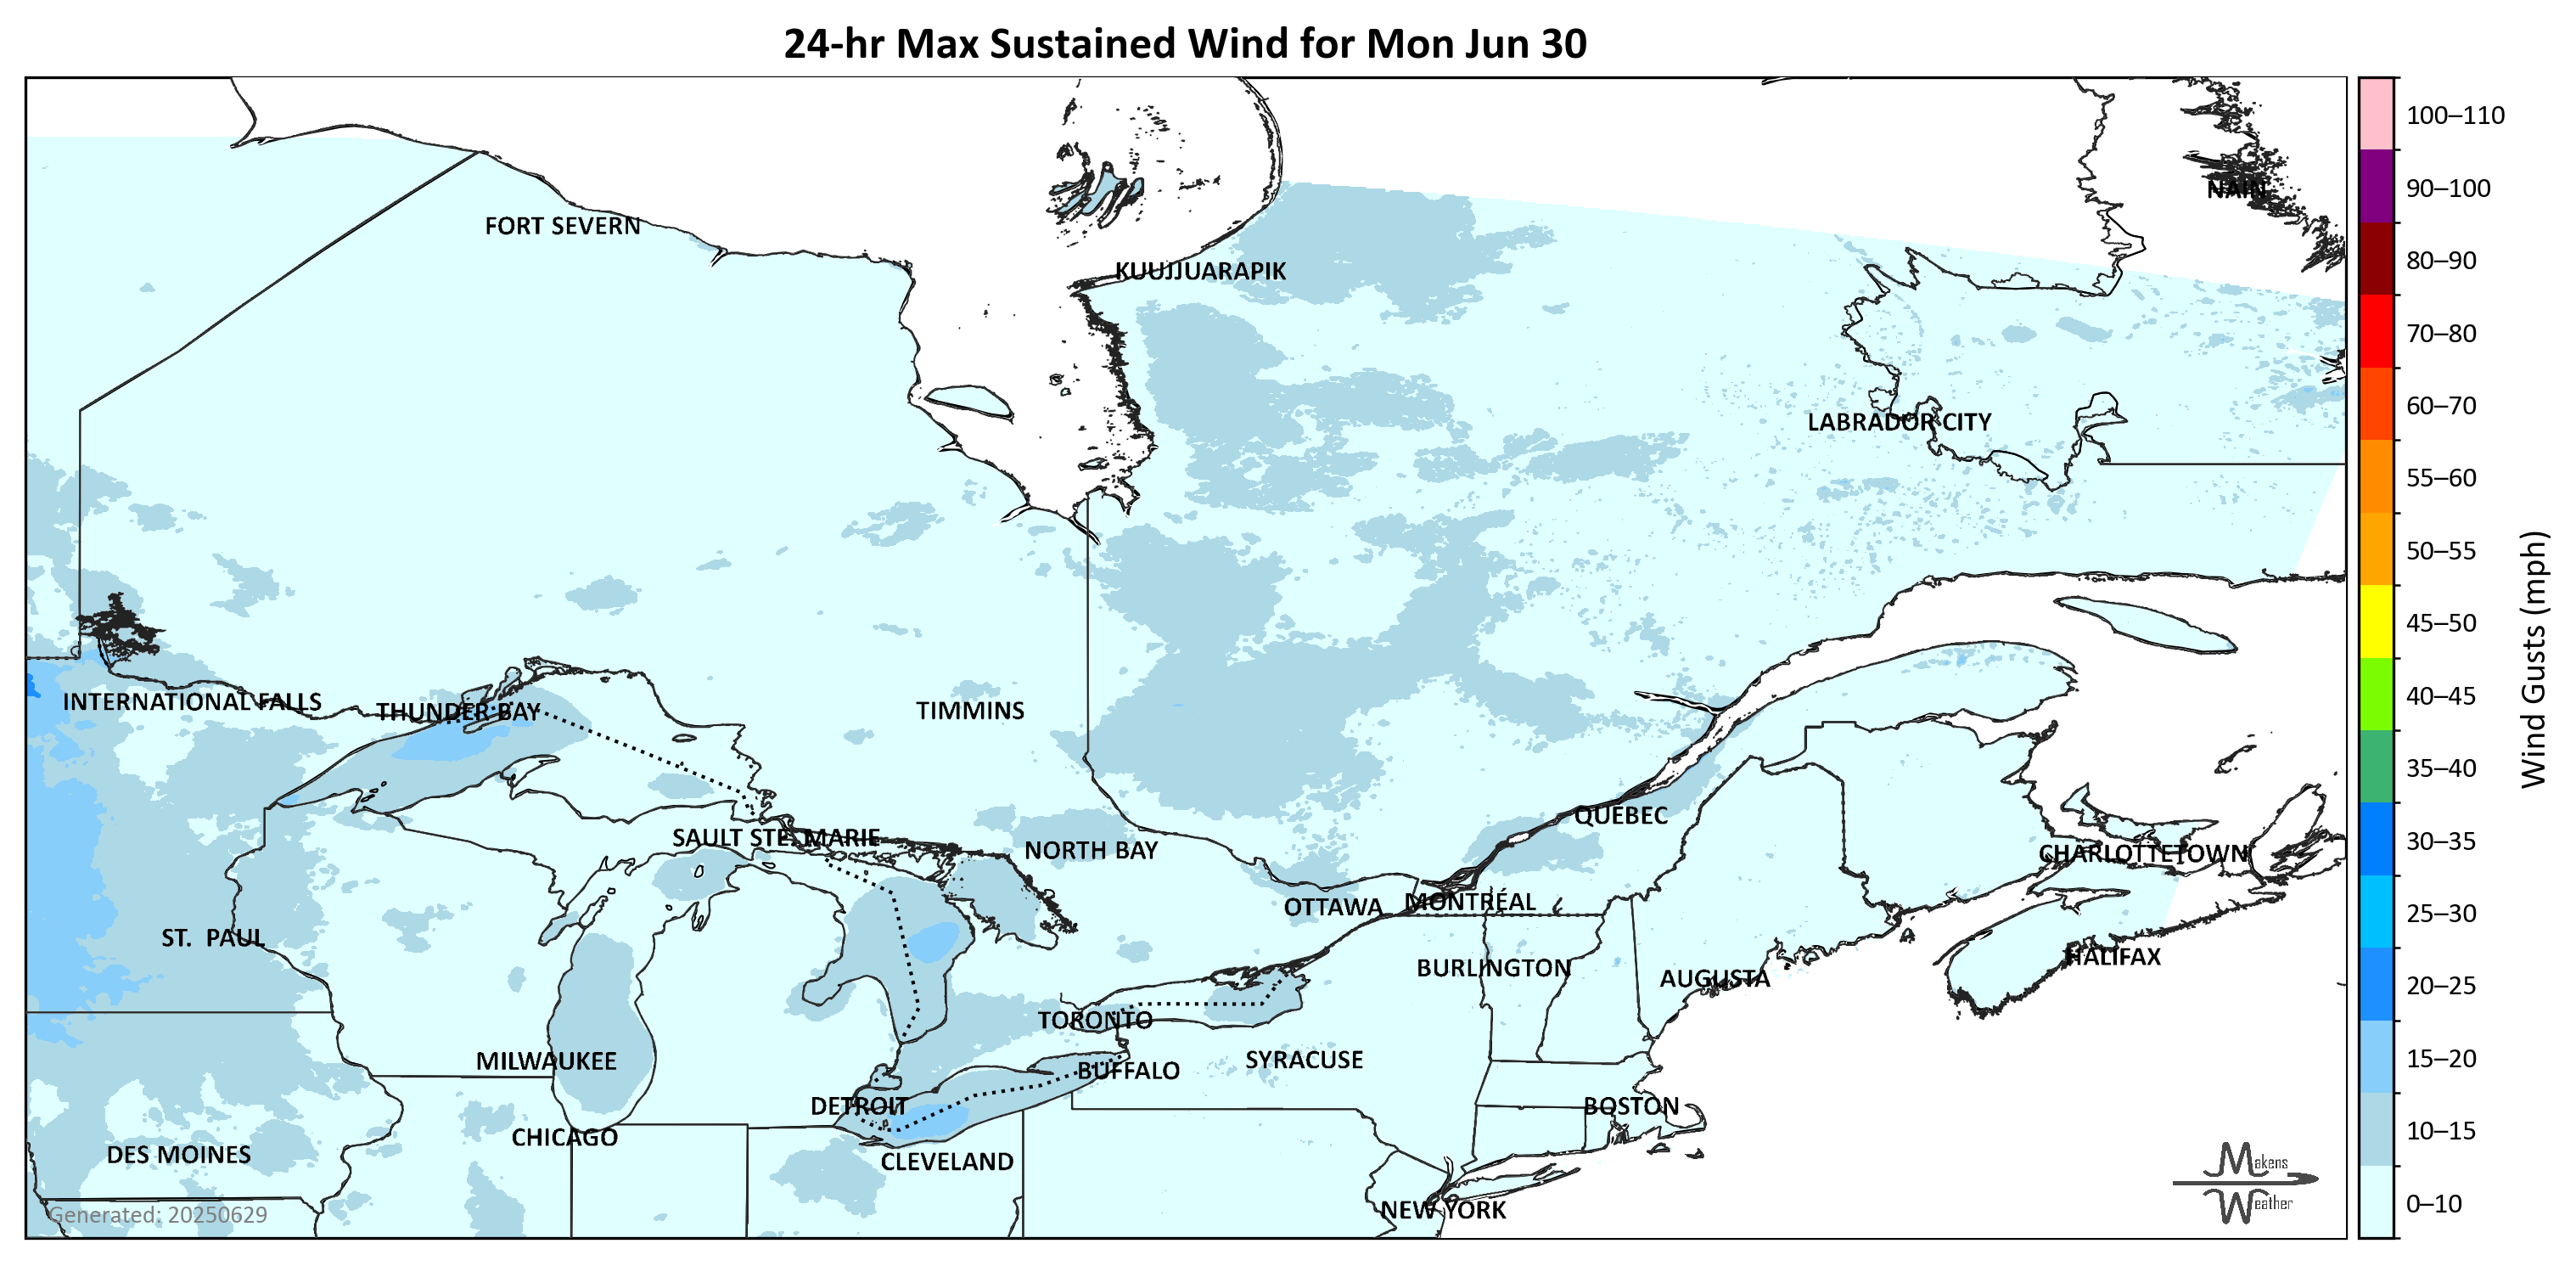 24-hr Max Sustained Wind for Mon Jun 30
100–110
90–100
NAIN
FORT SEVERN
80–90
KUUJJUARAPIK
70–80
60–70
LABRADOR CITY
55–60
50–55
45–50
Wind Gusts (mph)
40–45
INTERNATIONAL FALLS
THUNDER BAY
TIMMINS
35–40
QUÉBEC
30–35
SAULT STE. MARIE
NORTH BAY
CHARLOTTETOWN
OTTAWA
MONTRÉAL
25–30
ST. PAUL
HALIFAX
BURLINGTON
AUGUSTA
20–25
TORONTO
15–20
MILWAUKEE
SYRACUSE
BUFFALO
DETROIT
BOSTON
10–15
CHICAGO
DES MOINES
CLEVELAND
Makens
Weather
0–10
NEW YORK
Generated: 20250629